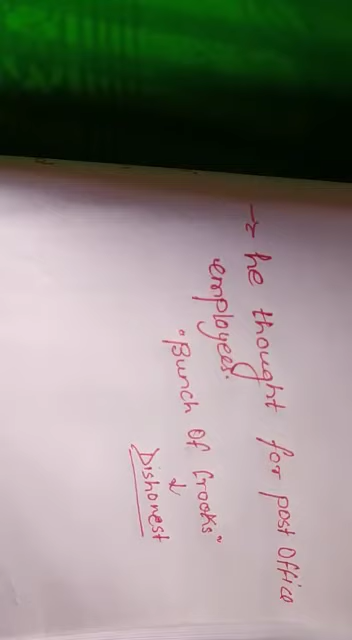 → he thought for post office
employees.
"Bunch of Crooks"
↓
Dishonest